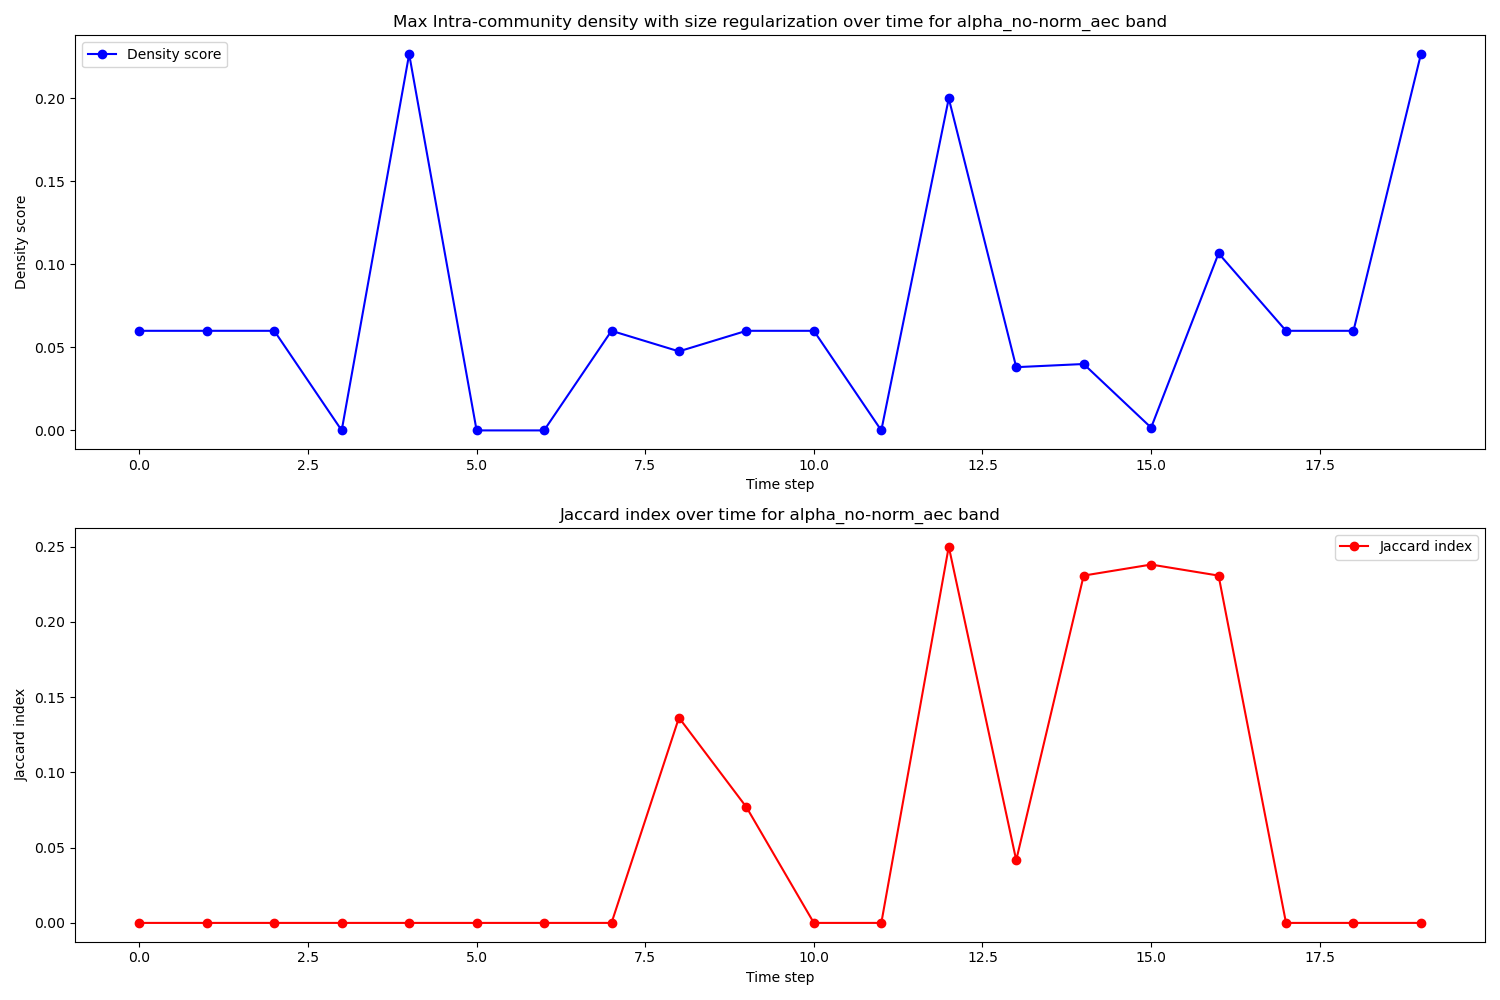 Max Intra-community density with size regularization over time for alpha_no-norm_aec band
Density score
0.20
0.15
0.10
0.05
0.00
Density score
0.0 2.5 5.0 7.5 10.0 12.5 15.0 17.5
Time step
Jaccard index over time for alpha_no-norm_aec band
Jaccard index
0.25
0.20
0.15
0.10
0.05
0.00
Jaccard index
0.0 2.5 5.0 7.5 10.0 12.5 15.0 17.5
Time step